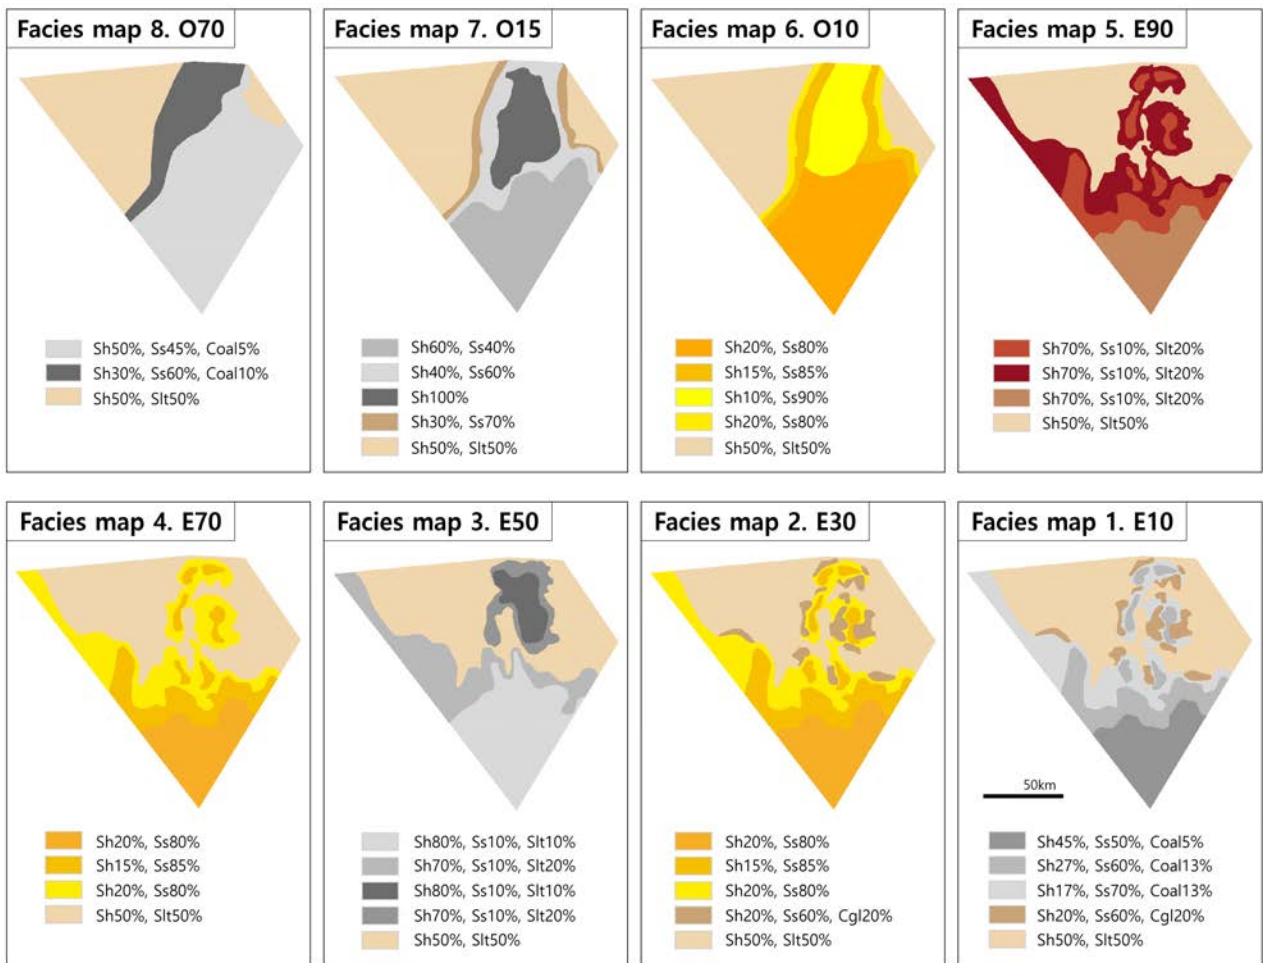 Facies map 8. O70
Sh50%, Ss45%, Coal5%
Sh30%, Ss60%, Coal10%
Sh50%, Slt50%
Facies map 7. O15
Sh60%, Ss40%
Sh40%, Ss60%
Sh100%
Sh30%, Ss70%
Sh50%, Slt50%
Facies map 6. O10
Sh20%, Ss80%
Sh15%, Ss85%
Sh10%, Ss90%
Sh20%, Ss80%
Sh50%, Slt50%
Facies map 5. E90
Sh70%, Ss10%, Slt20%
Sh70%, Ss10%, Slt20%
Sh70%, Ss10%, Slt20%
Sh50%, Slt50%
Facies map 4. E70
Sh20%, Ss80%
Sh15%, Ss85%
Sh20%, Ss80%
Sh50%, Slt50%
Facies map 3. E50
Sh80%, Ss10%, Slt10%
Sh70%, Ss10%, Slt20%
Sh80%, Ss10%, Slt10%
Sh70%, Ss10%, Slt20%
Sh50%, Slt50%
Facies map 2. E30
Sh20%, Ss80%
Sh15%, Ss85%
Sh20%, Ss80%
Sh20%, Ss60%, Cgl20%
Sh50%, Slt50%
Facies map 1. E10
50km
Sh45%, Ss50%, Coal5%
Sh27%, Ss60%, Coal13%
Sh17%, Ss70%, Coal13%
Sh20%, Ss60%, Cgl20%
Sh50%, Slt50%